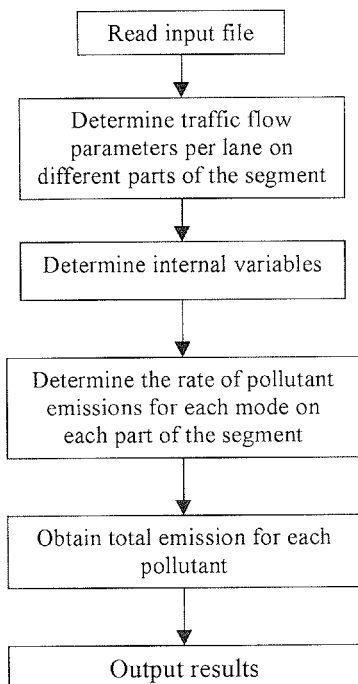 Read input file
Determine traffic flow
parameters per lane on
different parts of the segment
Determine internal variables
Determine the rate of pollutant
emissions for each mode on
each part of the segment
Obtain total emission for each
pollutant
Output results